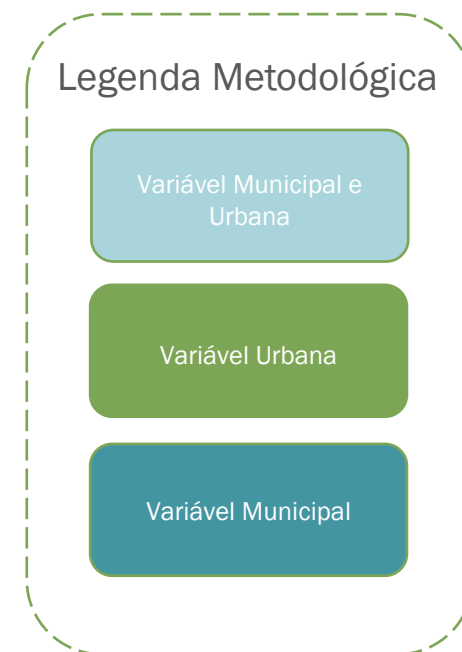 Legenda Metodológica
Variável Municipal e
Urbana
Variável Urbana
Variável Municipal